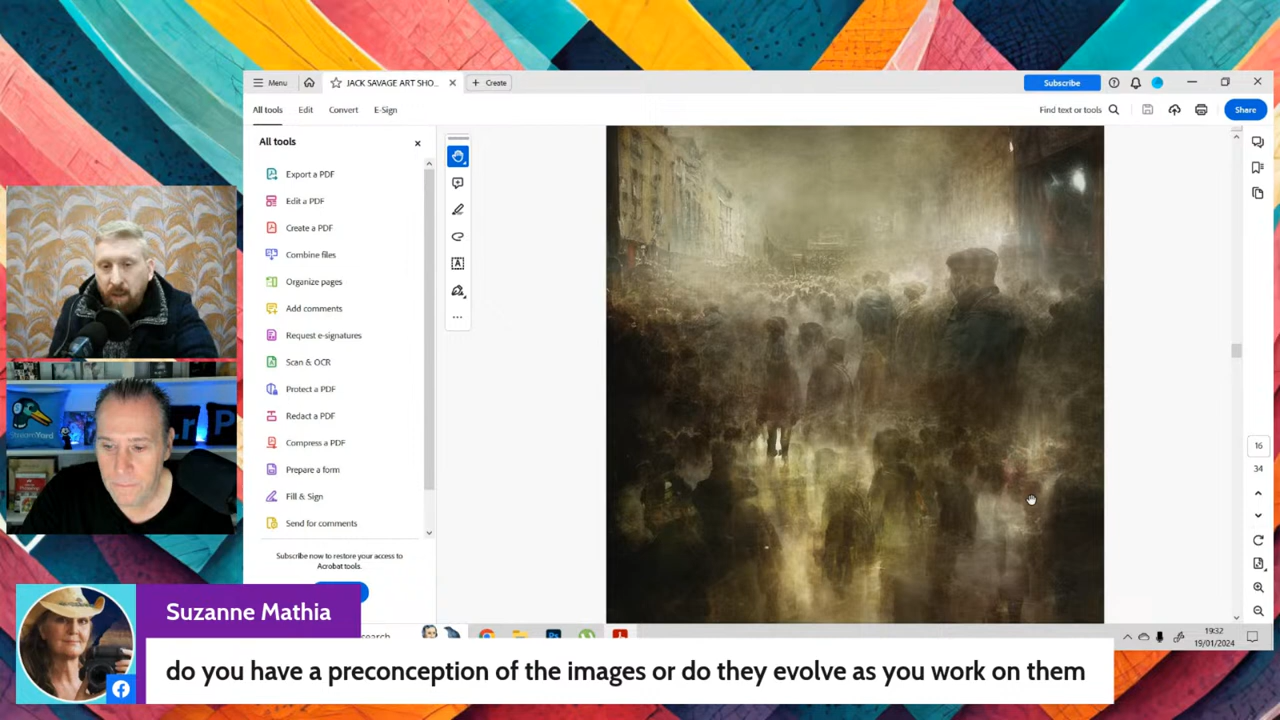 Menu
JACK SAVAGE ART SHO...
Create
Subscribe
All tools
Edit
Convert
E-Sign
Find text or tools
Share
All tools
Export a PDF
Edit a PDF
Create a PDF
Combine files
Organize pages
Add comments
Request e-signatures
Scan & OCR
Protect a PDF
Redact a PDF
Compress a PDF
Prepare a form
Fill & Sign
Send for comments
Subscribe now to restore your access to
Acrobat tools.
16
34
StreamYard
19:32
19/01/2024
Suzanne Mathia
do you have a preconception of the images or do they evolve as you work on them